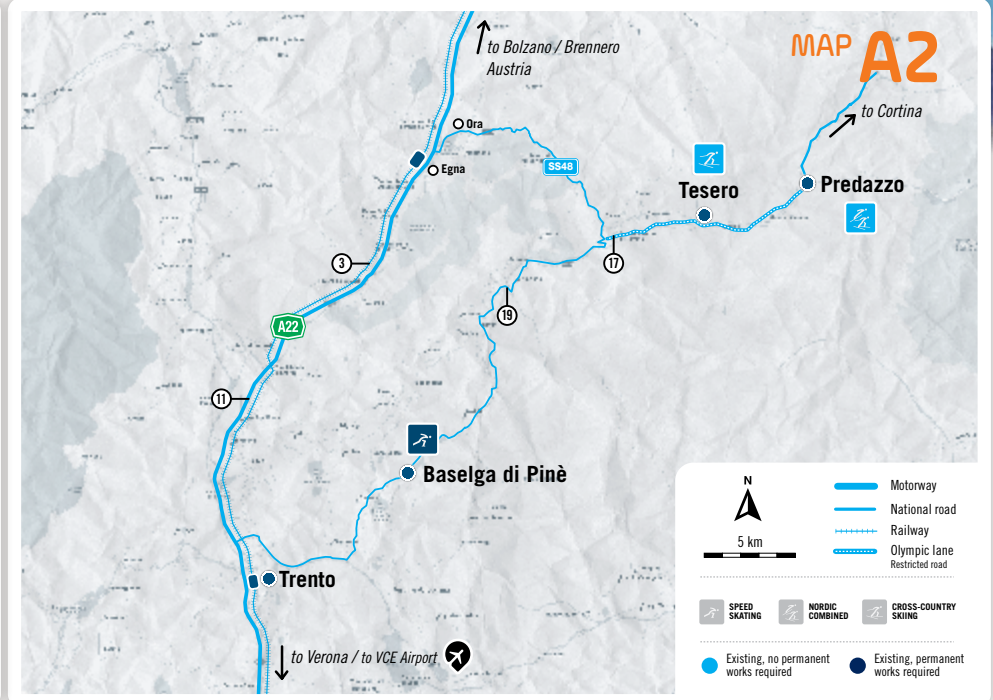 MAP A2
to Bolzano / Brennero
Austria
to Cortina
Ora
Egna
SS48
Tesero
Predazzo
3
17
19
A22
11
Baselga di Pinè
Trento
to Verona / to VCE Airport
N
5 km
Motorway
National road
Railway
Olympic lane
Restricted road
SPEED
SKATING
NORDIC
COMBINED
CROSS-COUNTRY
SKIING
Existing, no permanent
works required
Existing, permanent
works required